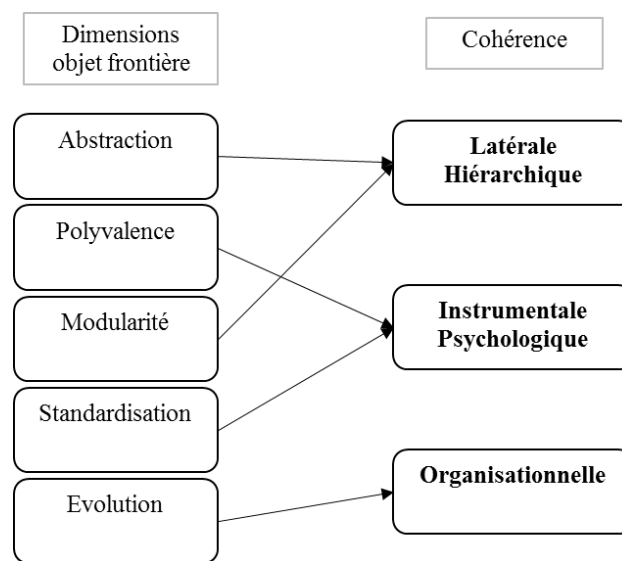 Dimensions
objet frontière
Cohérence
Abstraction
Polyvalence
Modularité
Standardisation
Evolution
Latérale
Hiérarchique
Instrumentale
Psychologique
Organisationnelle